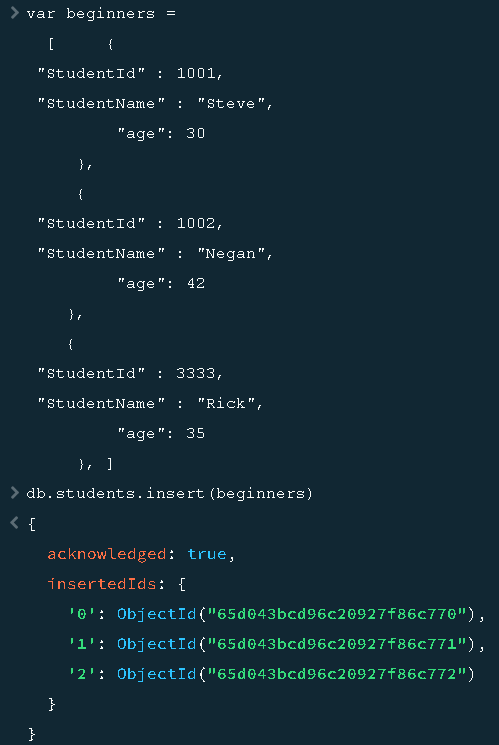 > var beginners =
[ {
"StudentId" : 1001,
"StudentName" : "Steve",
"age": 30
},
{
"StudentId" : 1002,
"StudentName" : "Negan",
"age": 42
},
{
"StudentId" : 3333,
"StudentName" : "Rick",
"age": 35
}, ]
> db.students.insert(beginners)
< {
acknowledged: true,
insertedIds: {
'0': ObjectId("65d043bcd96c20927f86c770"),
'1': ObjectId("65d043bcd96c20927f86c771"),
'2': ObjectId("65d043bcd96c20927f86c772")
}
}